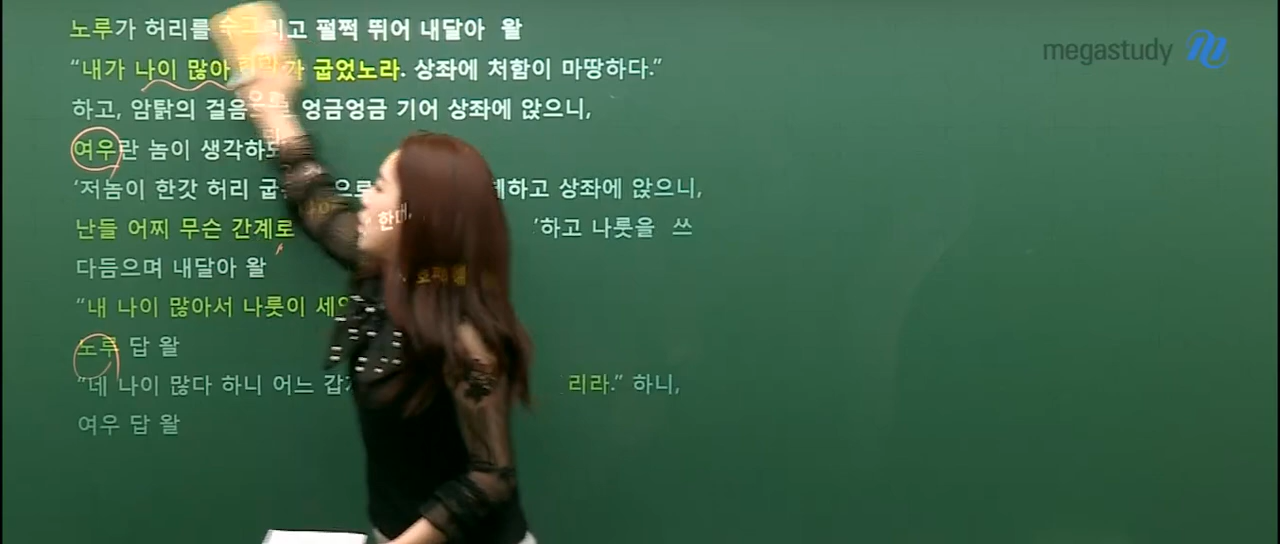 노루가 허리를 수그리고 펄쩍 뛰어 내달아 왈
megastudy
“내가 나이 많아 허리가 굽었노라. 상좌에 처함이 마땅하다.”
하고, 암탉의 걸음으로 엉금엉금 기어 상좌에 앉으니,
여우란 놈이 생각하되
‘저놈이 한갓 허리 하고 상좌에 앉으니,
난들 어찌 무슨 간계로 ’하고 나룻을 쓰
다듬으며 내달아 왈
“내 나이 많아서 나룻이
노루 답 왈
“네 나이 많다 하니 어느 리라.” 하니,
여우 답 왈